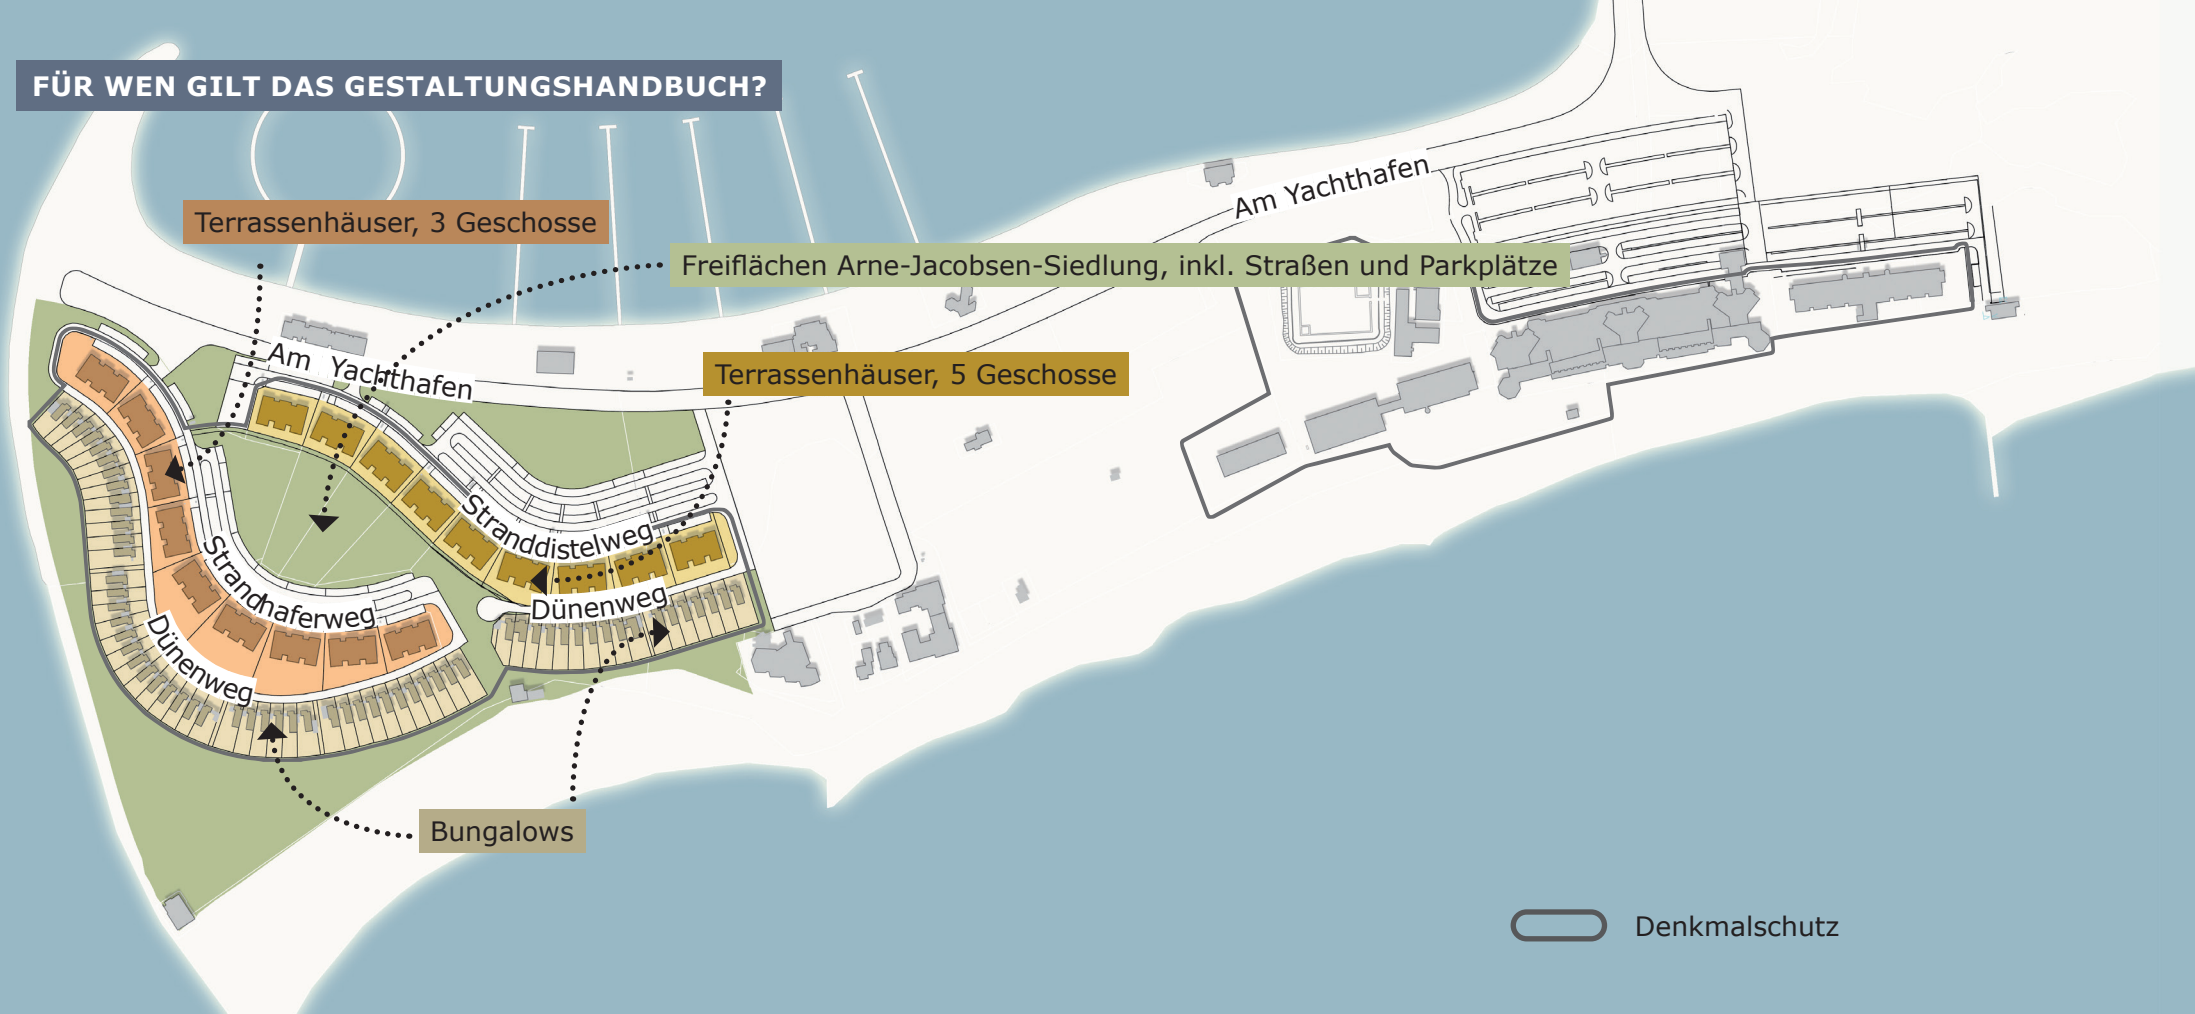 FÜR WEN GILT DAS GESTALTUNGSHANDBUCH?
Am Yachthafen
Terrassenhäuser, 3 Geschosse
Freiflächen Arne-Jacobsen-Siedlung, inkl. Straßen und Parkplätze
Am Yachthafen
Terrassenhäuser, 5 Geschosse
Stranddistelweg
Strandhaferweg
Dünenweg
Dünenweg
Bungalows
Denkmalschutz